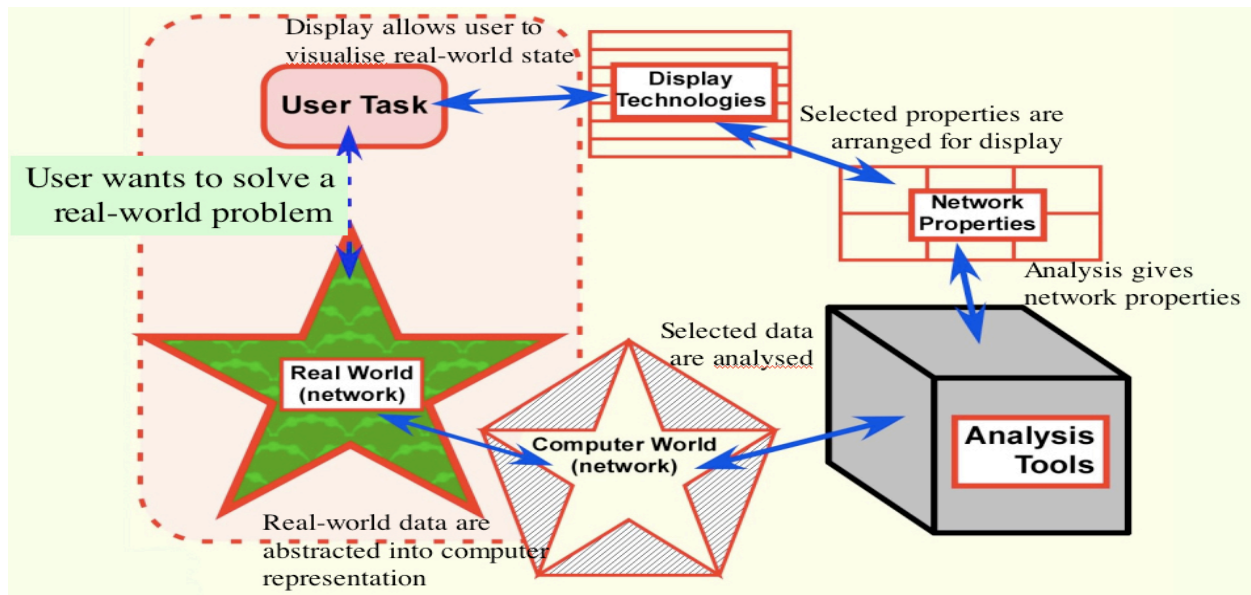 Display allows user to
visualise real-world state
User Task
Display
Technologies
Selected properties are
arranged for display
User wants to solve a
real-world problem
Network
Properties
Analysis gives
network properties
Selected data
are analysed
Real World
(network)
Computer World
(network)
Analysis
Tools
Real-world data are
abstracted into computer
representation